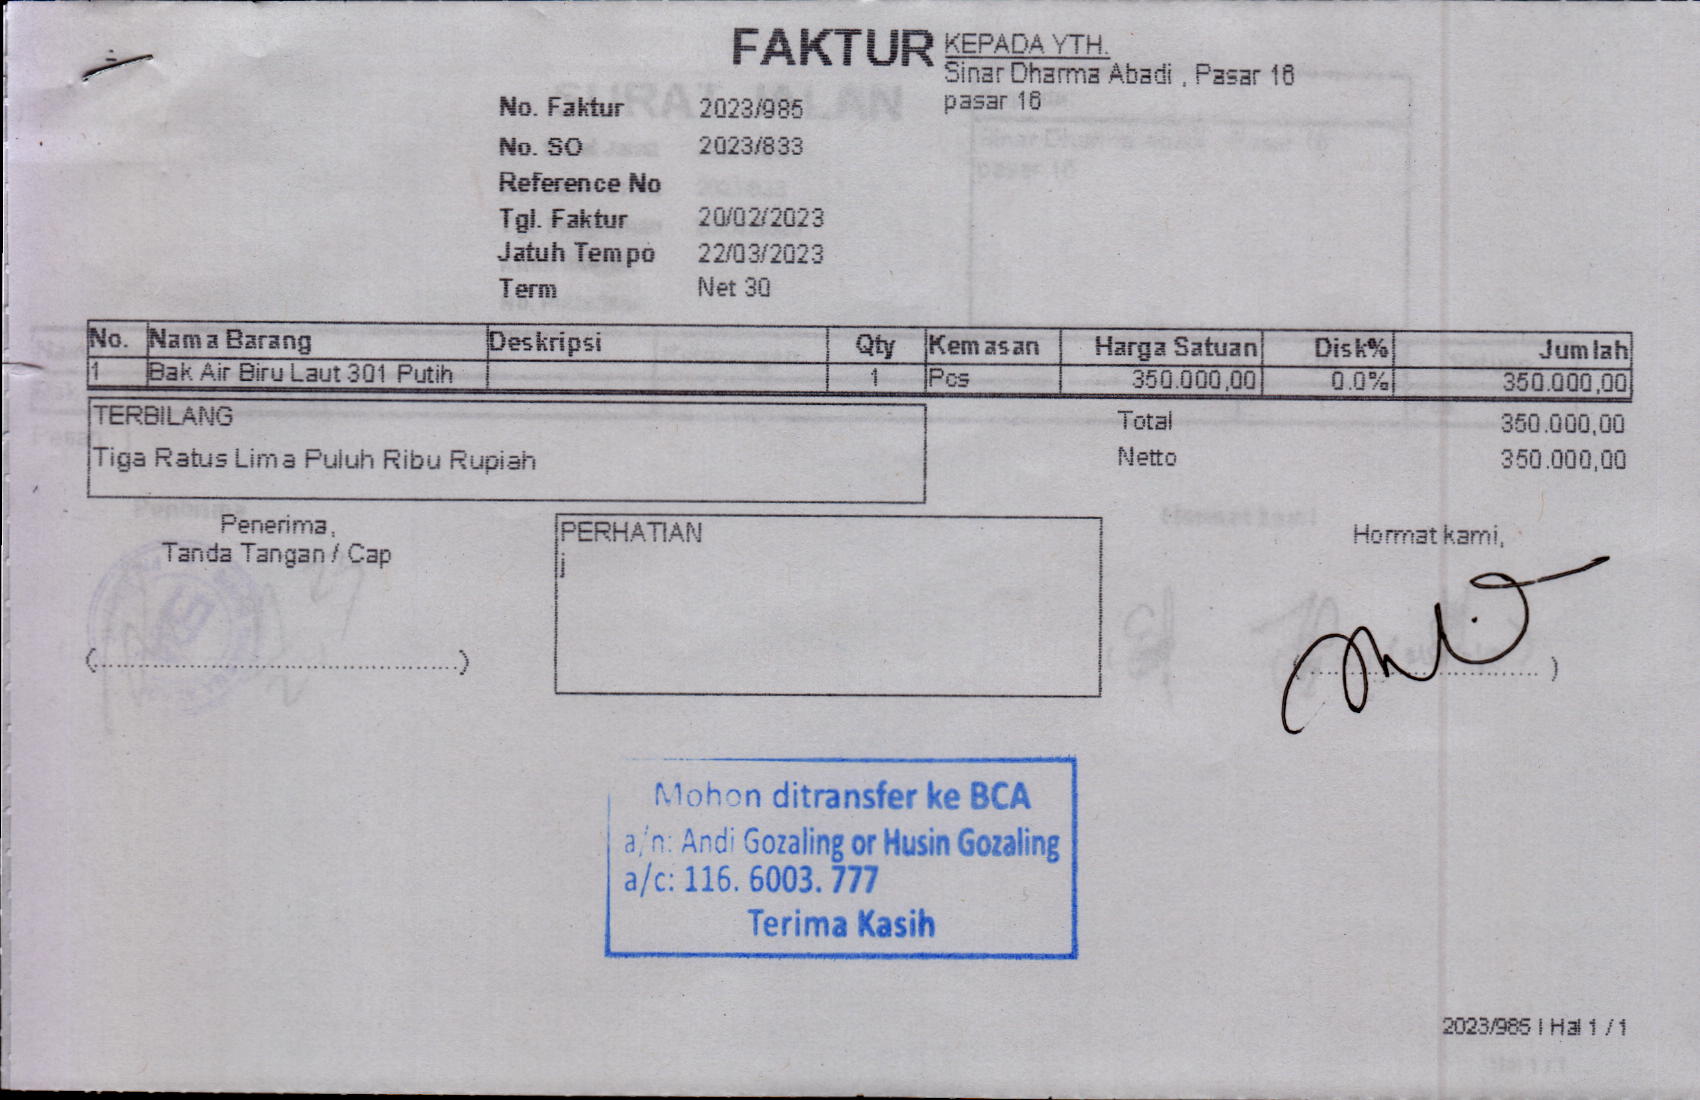 FAKTUR
KEPADA YTH.
Sinar Dharma Abadi , Pasar 16
pasar 16
No. Faktur 2023/985
No. SO 2023/833
Reference No
Tgl. Faktur 20/02/2023
Jatuh Tempo 22/03/2023
Term Net 30
No. Nama Barang Deskripsi Qty Kemasan Harga Satuan Disk% Jumlah
1 Bak Air Biru Laut 301 Putih 1 Pcs 350.000,00 0.0% 350.000,00
TERBILANG
Tiga Ratus Lima Puluh Ribu Rupiah
Total 350.000,00
Netto 350.000,00
Penerima,
Tanda Tangan / Cap
PERHATIAN
j
Hormat kami,
Mohon ditransfer ke BCA
a/n: Andi Gozaling or Husin Gozaling
a/c: 116. 6003. 777
Terima Kasih
2023/985 | Hal 1 / 1